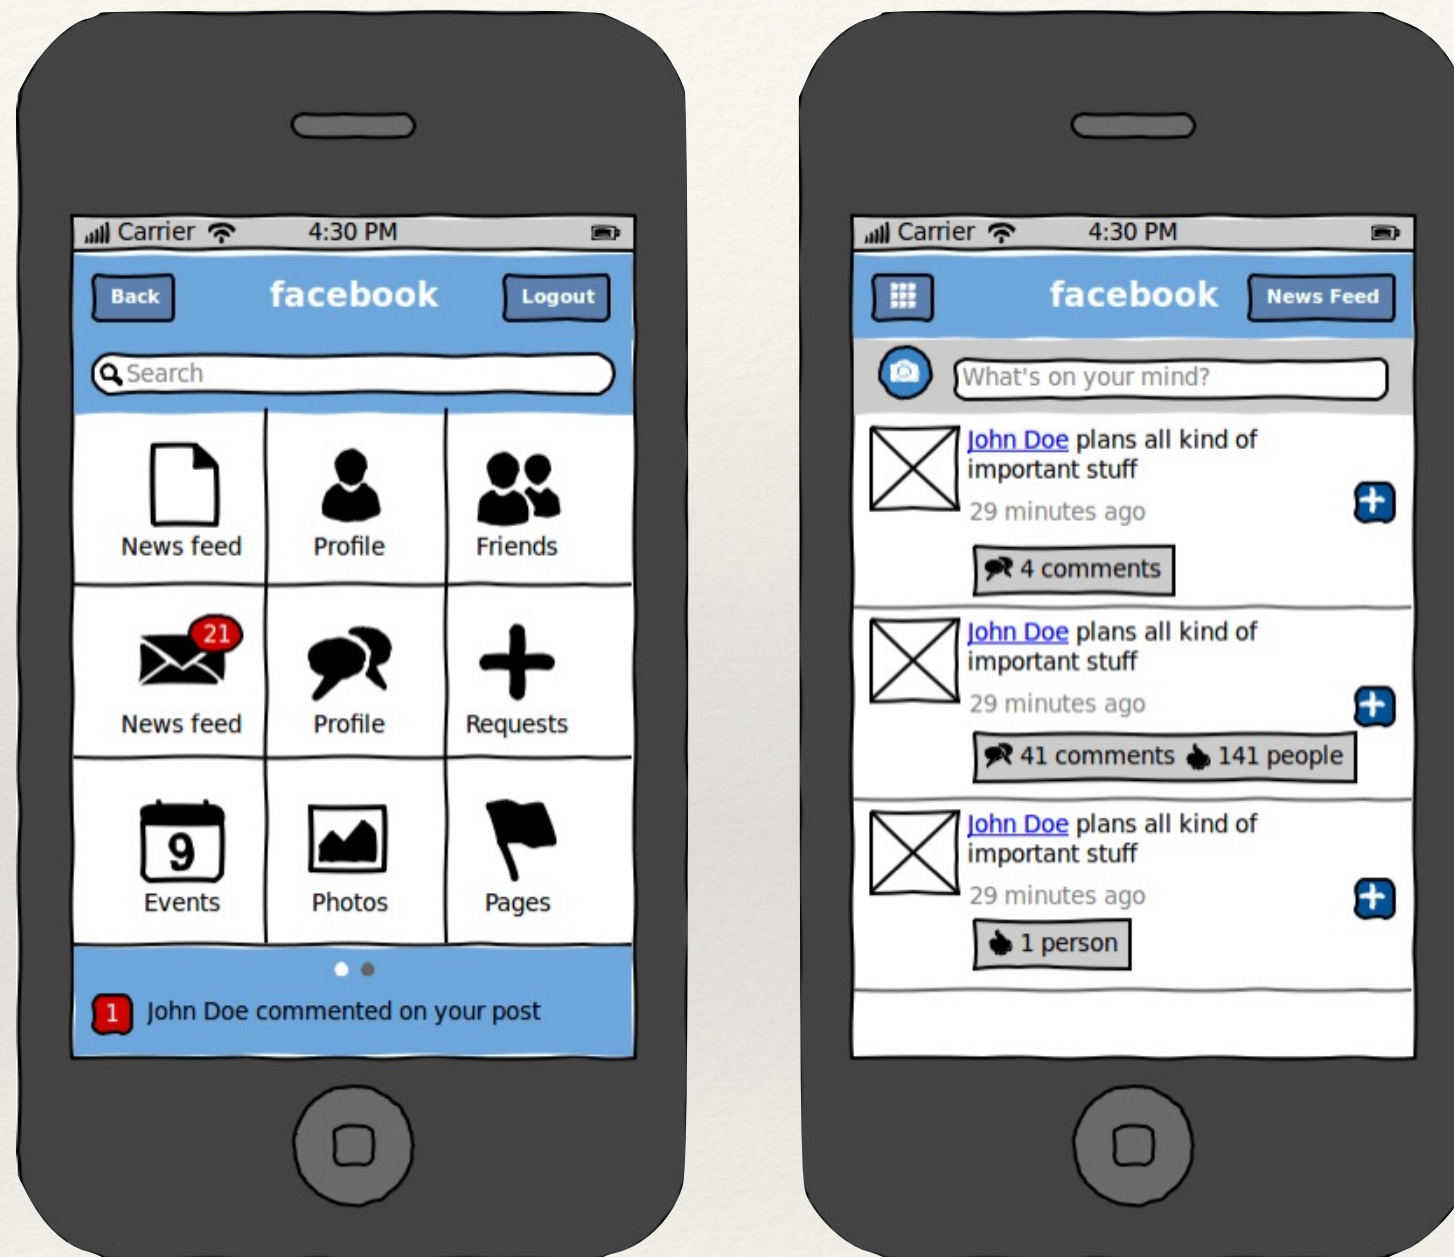 Carrier 4:30 PM
Back facebook Logout
Search
News feed Profile Friends
21
News feed Profile Requests
9
Events Photos Pages
1 John Doe commented on your post
Carrier 4:30 PM
facebook News Feed
What's on your mind?
John Doe plans all kind of
important stuff
29 minutes ago
4 comments
John Doe plans all kind of
important stuff
29 minutes ago
41 comments 141 people
John Doe plans all kind of
important stuff
29 minutes ago
1 person